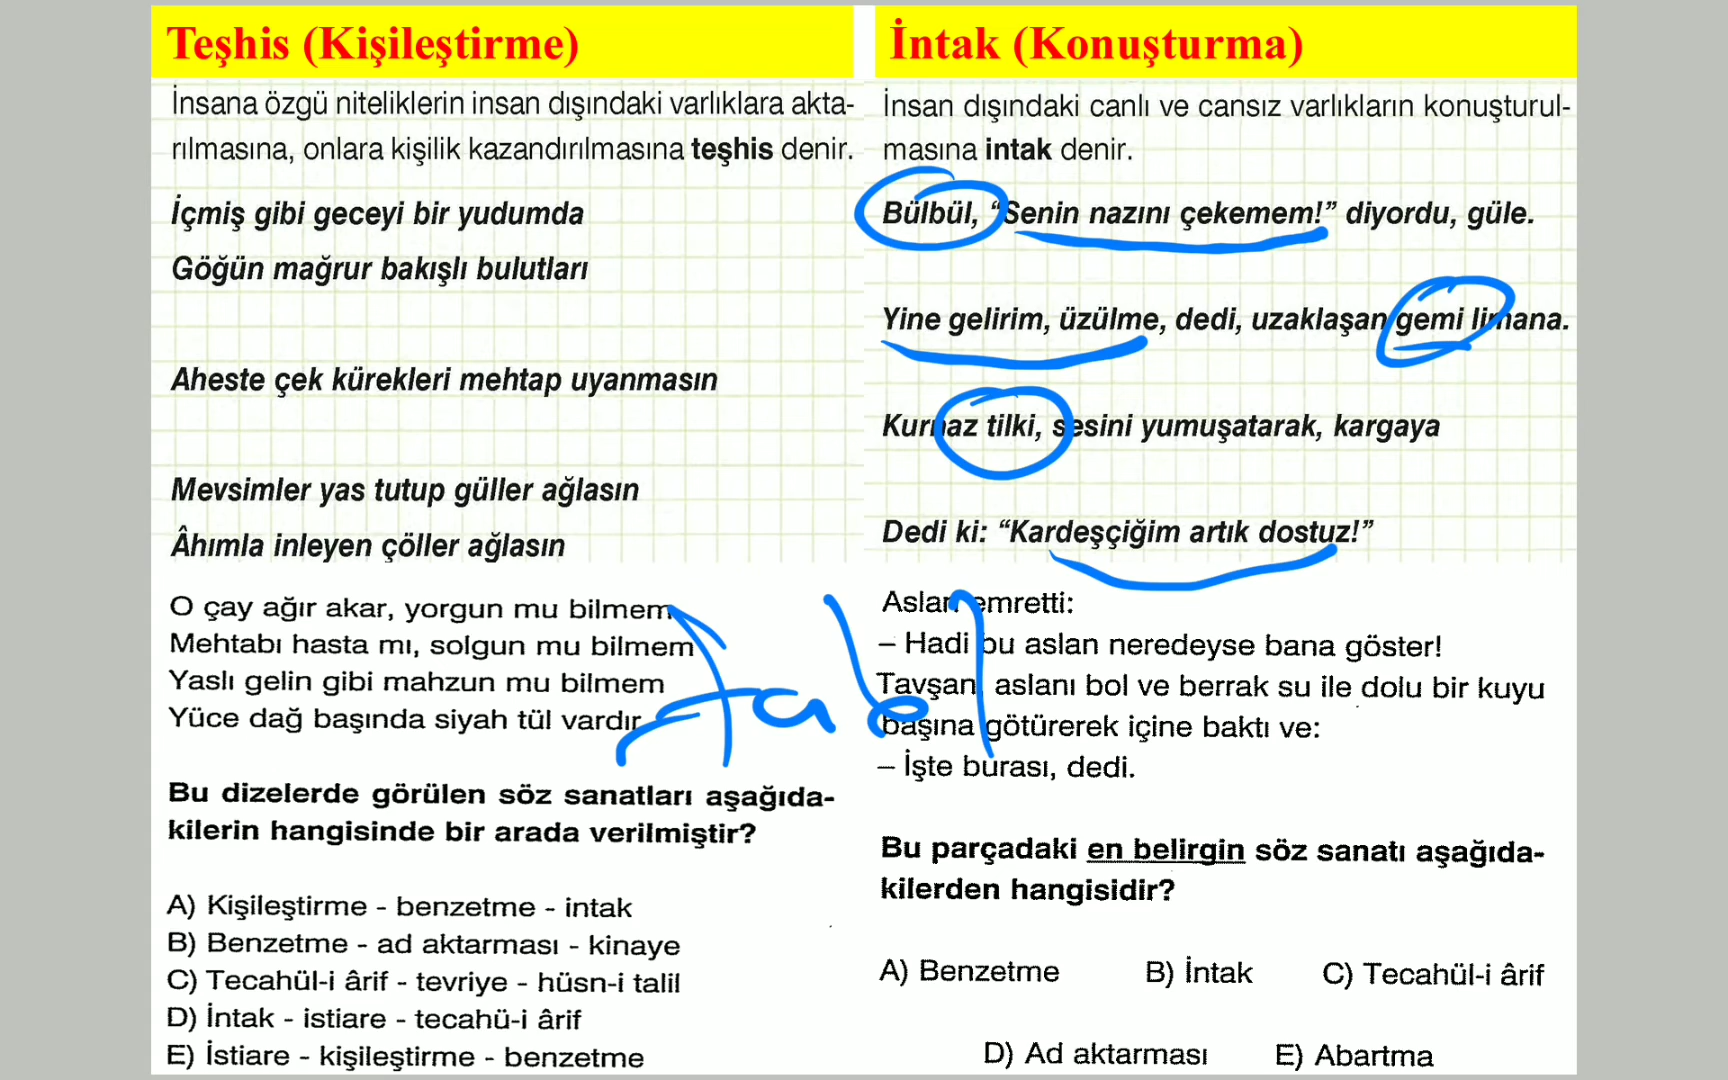 Teşhis (Kişileştirme)
İnsana özgü niteliklerin insan dışındaki varlıklara akta-
rılmasına, onlara kişilik kazandırılmasına teşhis denir.
İçmiş gibi geceyi bir yudumda
Göğün mağrur bakışlı bulutları
Aheste çek kürekleri mehtap uyanmasın
Mevsimler yas tutup güller ağlasın
Âhımla inleyen çöller ağlasın
O çay ağır akar, yorgun mu bilmem
Mehtabı hasta mı, solgun mu bilmem
Yaslı gelin gibi mahzun mu bilmem
Yüce dağ başında siyah tül vardır
Bu dizelerde görülen söz sanatları aşağıda-
kilerin hangisinde bir arada verilmiştir?
A) Kişileştirme - benzetme - intak
B) Benzetme - ad aktarması - kinaye
C) Tecahül-i ârif - tevriye - hüsn-i talil
D) İntak - istiare - tecahü-i ârif
E) İstiare - kişileştirme - benzetme
İntak (Konuşturma)
İnsan dışındaki canlı ve cansız varlıkların konuşturul-
masına intak denir.
Bülbül, “Senin nazını çekemem!” diyordu, güle.
Yine gelirim, üzülme, dedi, uzaklaşan gemi limana.
Kurnaz tilki, sesini yumuşatarak, kargaya
Dedi ki: “Kardeşçiğim artık dostuz!”
Aslan emretti:
– Hadi bu aslan neredeyse bana göster!
Tavşan, aslanı bol ve berrak su ile dolu bir kuyu
başına götürerek içine baktı ve:
– İşte burası, dedi.
Bu parçadaki en belirgin söz sanatı aşağıda-
kilerden hangisidir?
A) Benzetme B) İntak C) Tecahül-i ârif
D) Ad aktarması E) Abartma